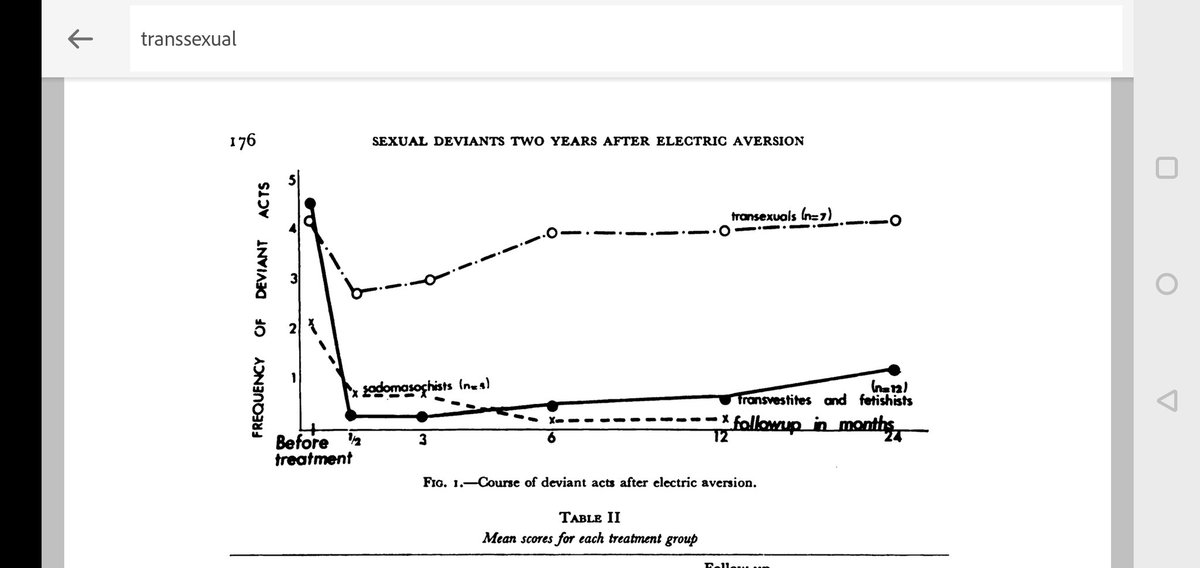 transsexual
176 SEXUAL DEVIANTS TWO YEARS AFTER ELECTRIC AVERSION
FREQUENCY OF DEVIANT ACTS
5
4
3
2
1
transexuals (n=7)
sadomasochists (n=5)
(n=12)
transvestites and fetishists
followup in months
Before 1/2 3 6 12 24
treatment
FIG. 1.—Course of deviant acts after electric aversion.
TABLE II
Mean scores for each treatment group
Follow-up